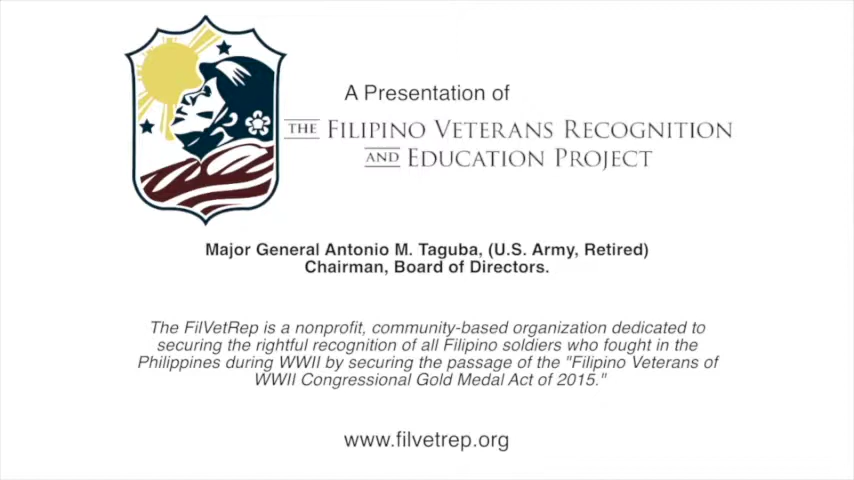 A Presentation of
THE FILIPINO VETERANS RECOGNITION
AND EDUCATION PROJECT
Major General Antonio M. Taguba, (U.S. Army, Retired)
Chairman, Board of Directors.
The FilVetRep is a nonprofit, community-based organization dedicated to
securing the rightful recognition of all Filipino soldiers who fought in the
Philippines during WWII by securing the passage of the "Filipino Veterans of
WWII Congressional Gold Medal Act of 2015."
www.filvetrep.org